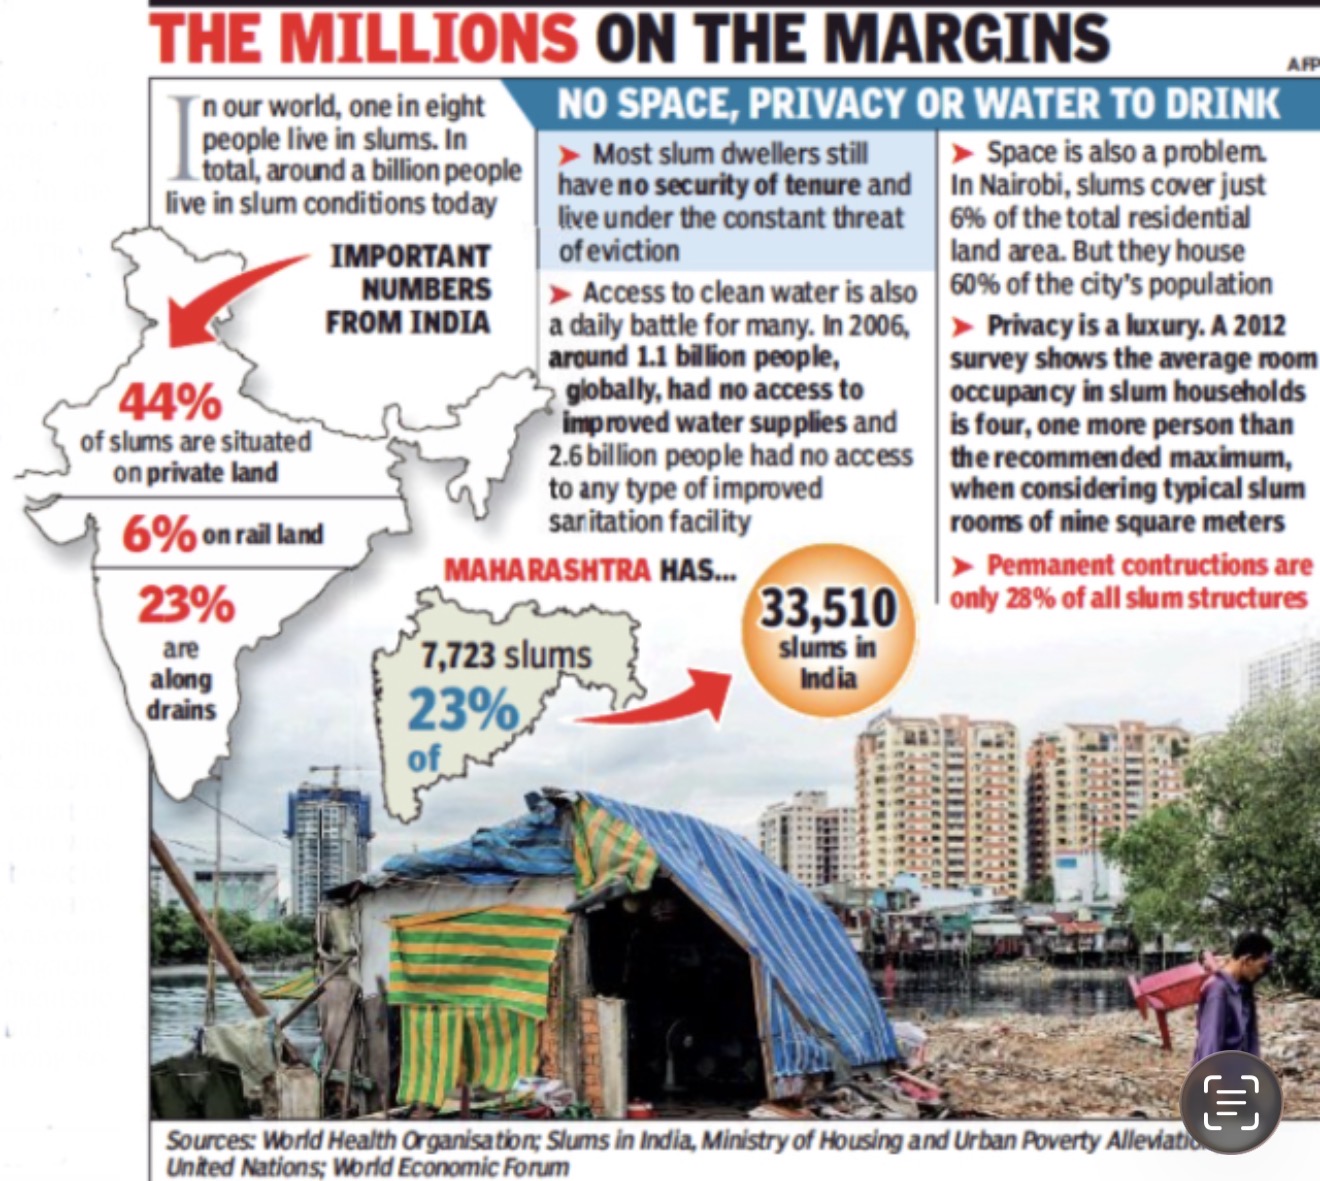 THE MILLIONS ON THE MARGINS
AFP
In our world, one in eight
people live in slums. In
total, around a billion people
live in slum conditions today
IMPORTANT
NUMBERS
FROM INDIA
44%
of slums are situated
on private land
6% on rail land
23%
are
along
drains
NO SPACE, PRIVACY OR WATER TO DRINK
➤ Most slum dwellers still
have no security of tenure and
live under the constant threat
of eviction
➤ Access to clean water is also
a daily battle for many. In 2006,
around 1.1 billion people,
globally, had no access to
improved water supplies and
2.6 billion people had no access
to any type of improved
sanitation facility
➤ Space is also a problem.
In Nairobi, slums cover just
6% of the total residential
land area. But they house
60% of the city's population
➤ Privacy is a luxury. A 2012
survey shows the average room
occupancy in slum households
is four, one more person than
the recommended maximum,
when considering typical slum
rooms of nine square meters
➤ Permanent contructions are
only 28% of all slum structures
MAHARASHTRA HAS...
7,723 slums
23%
of
33,510
slums in
India
Sources: World Health Organisation; Slums in India, Ministry of Housing and Urban Poverty
United Nations; World Economic Forum